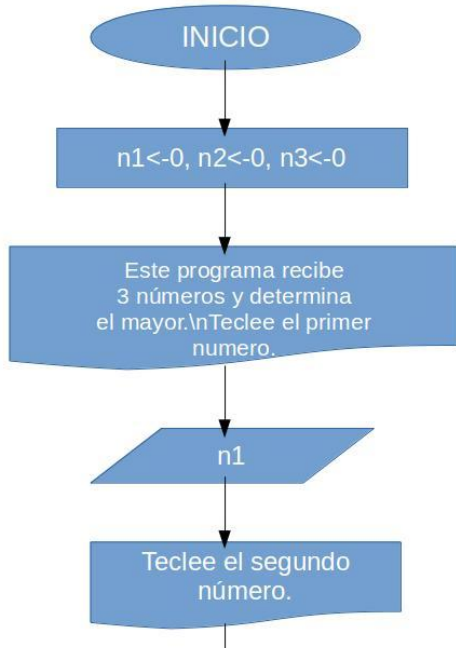 INICIO
n1<-0, n2<-0, n3<-0
Este programa recibe
3 números y determina
el mayor.\nTeclee el primer
numero.
n1
Teclee el segundo
número.